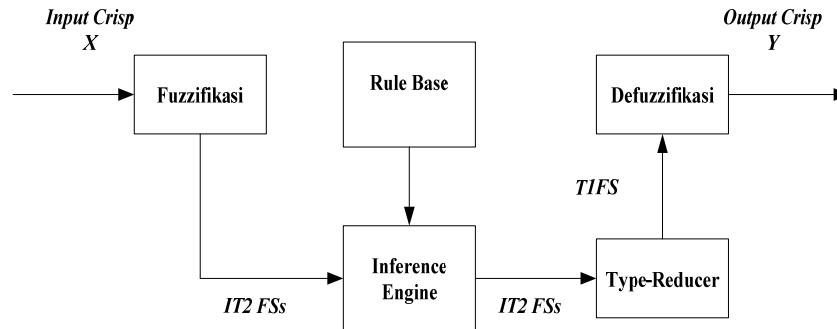 Input Crisp
X
Output Crisp
Y
Fuzzifikasi
Rule Base
Defuzzifikasi
T1FS
Inference
Engine
Type-Reducer
IT2 FSs
IT2 FSs